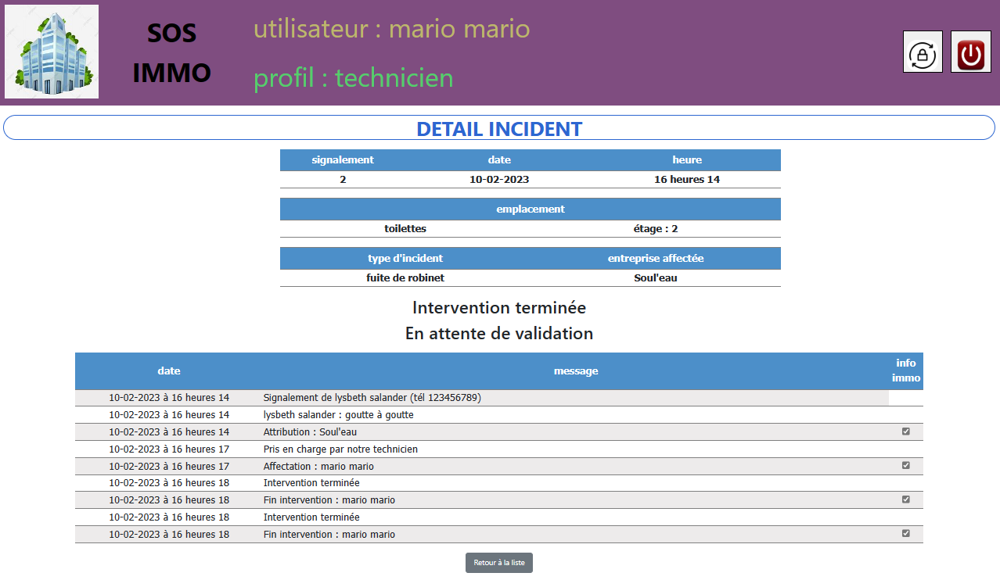 SOS
IMMO
utilisateur : mario mario
profil : technicien
DETAIL INCIDENT
signalement date heure
2 10-02-2023 16 heures 14
emplacement
toilettes étage : 2
type d'incident entreprise affectée
fuite de robinet Soul'eau
Intervention terminée
En attente de validation
date message info immo
10-02-2023 à 16 heures 14 Signalement de lysbeth salander (tél 123456789)
10-02-2023 à 16 heures 14 lysbeth salander : goutte à goutte
10-02-2023 à 16 heures 14 Attribution : Soul'eau
10-02-2023 à 16 heures 17 Pris en charge par notre technicien
10-02-2023 à 16 heures 17 Affectation : mario mario
10-02-2023 à 16 heures 18 Intervention terminée
10-02-2023 à 16 heures 18 Fin intervention : mario mario
10-02-2023 à 16 heures 18 Intervention terminée
10-02-2023 à 16 heures 18 Fin intervention : mario mario
Retour à la liste